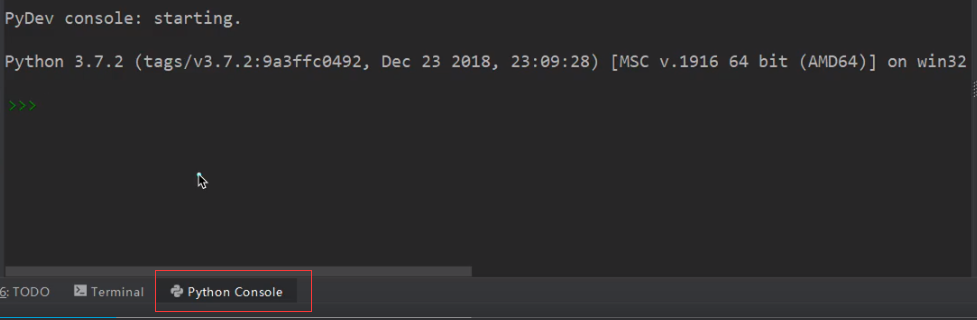 PyDev console: starting.
Python 3.7.2 (tags/v3.7.2:9a3ffc0492, Dec 23 2018, 23:09:28) [MSC v.1916 64 bit (AMD64)] on win32
>>>
6: TODO Terminal Python Console